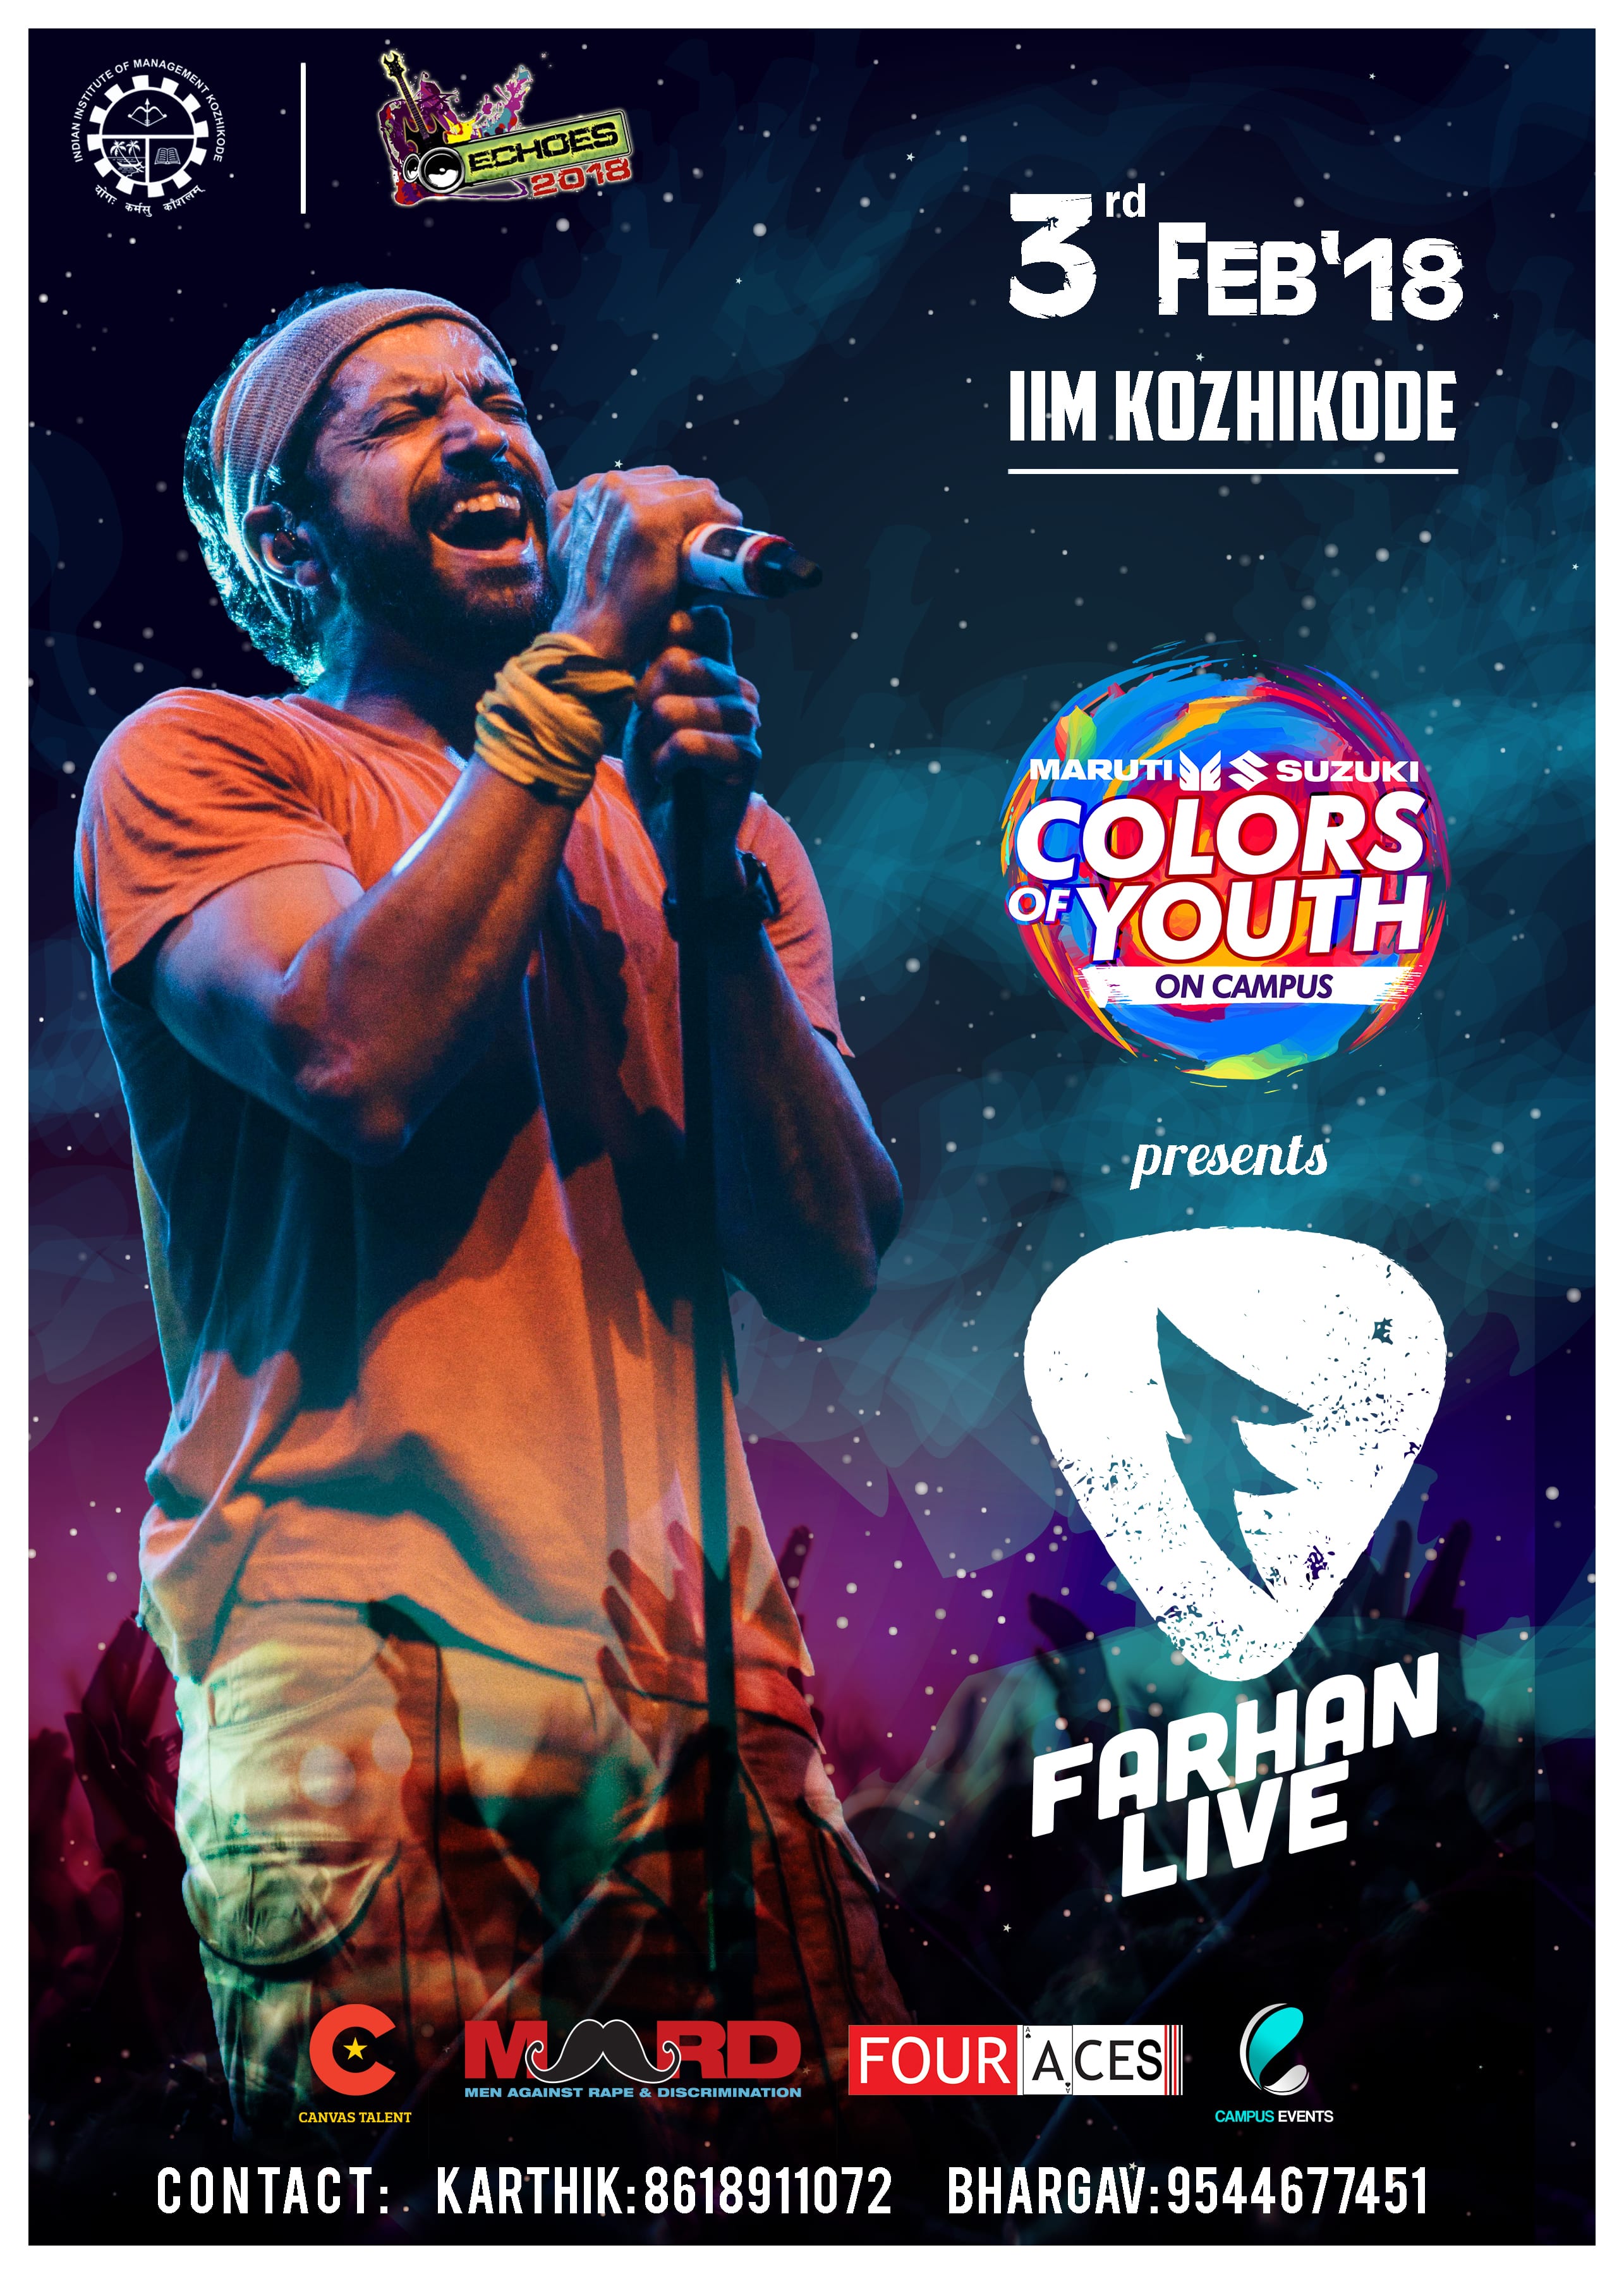 INDIAN INSTITUTE OF MANAGEMENT KOZHIKODE
योगः कर्मसु कौशलम्
ECHOES
2018
3rd FEB'18
IIM KOZHIKODE
MARUTI SUZUKI
COLORS
OF YOUTH
ON CAMPUS
presents
FARHAN
LIVE
CANVAS TALENT
MARD
MEN AGAINST RAPE & DISCRIMINATION
FOUR ACES
CAMPUS EVENTS
CONTACT: KARTHIK:8618911072 BHARGAV:9544677451